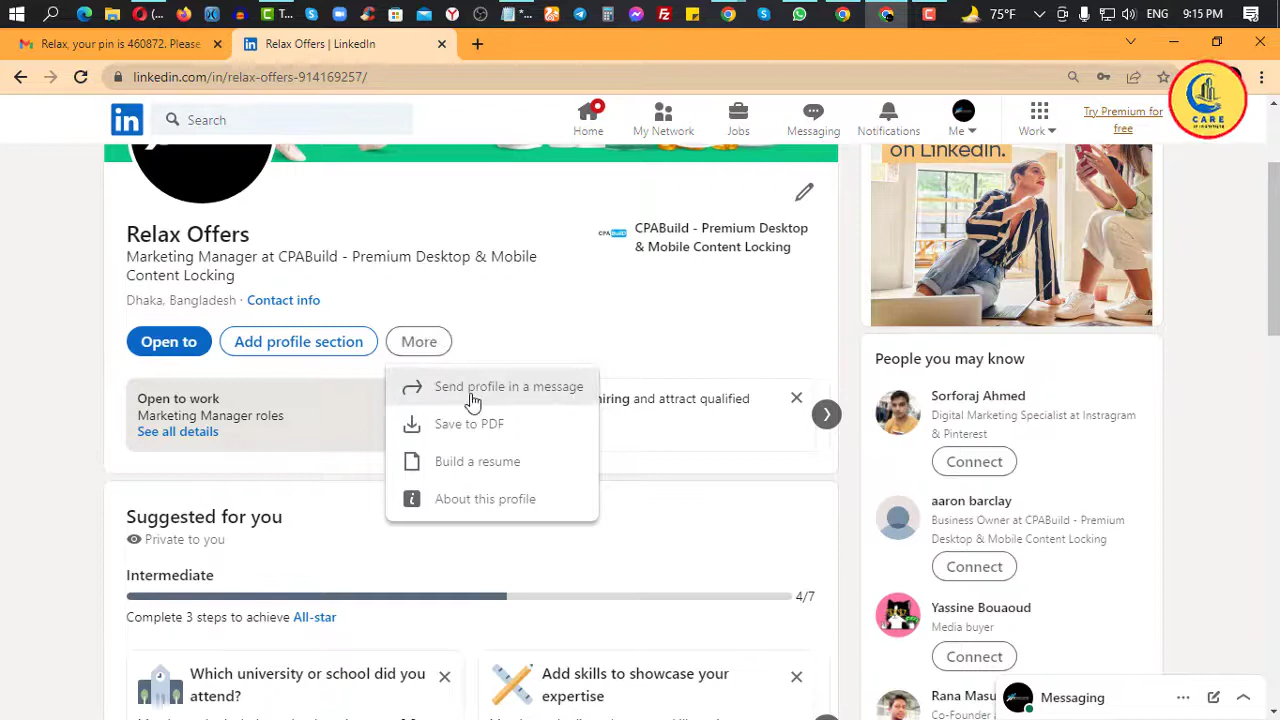 T...
*...
75°F
ENG
9:15 PM
Relax, your pin is 460872. Please
Relax Offers | LinkedIn
linkedin.com/in/relax-offers-914169257/
in
Search
Home
My Network
Jobs
Messaging
Notifications
Me
Work
Try Premium for
free
CARE
on LinkedIn.
Relax Offers
Marketing Manager at CPABuild - Premium Desktop & Mobile
Content Locking
Dhaka, Bangladesh · Contact info
CPABuild
CPABuild - Premium Desktop
& Mobile Content Locking
Open to
Add profile section
More
Send profile in a message
Save to PDF
Build a resume
About this profile
Open to work
Marketing Manager roles
See all details
hiring and attract qualified
Suggested for you
Private to you
Intermediate
4/7
Complete 3 steps to achieve All-star
Which university or school did you
attend?
Add skills to showcase your
expertise
People you may know
Sorforaj Ahmed
Digital Marketing Specialist at Instragram
& Pinterest
Connect
aaron barclay
Business Owner at CPABuild - Premium
Desktop & Mobile Content Locking
Connect
Yassine Bouaoud
Media buyer
Connect
Rana Masu
Co-Founder
Messaging